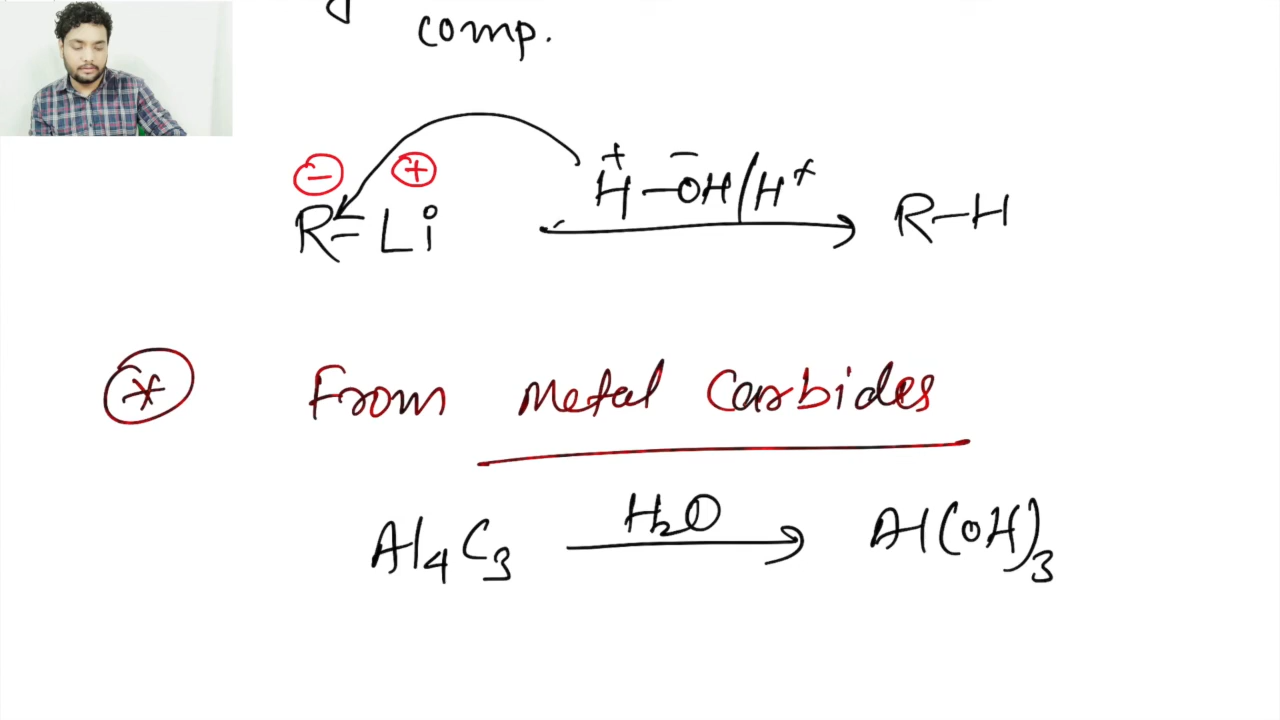 comp.
⊖ ⊕
R= Li
H⁺—⁻OH/H⁺ → R—H
* From Metal Carbides
Al₄C₃ H₂O → Al(OH)₃